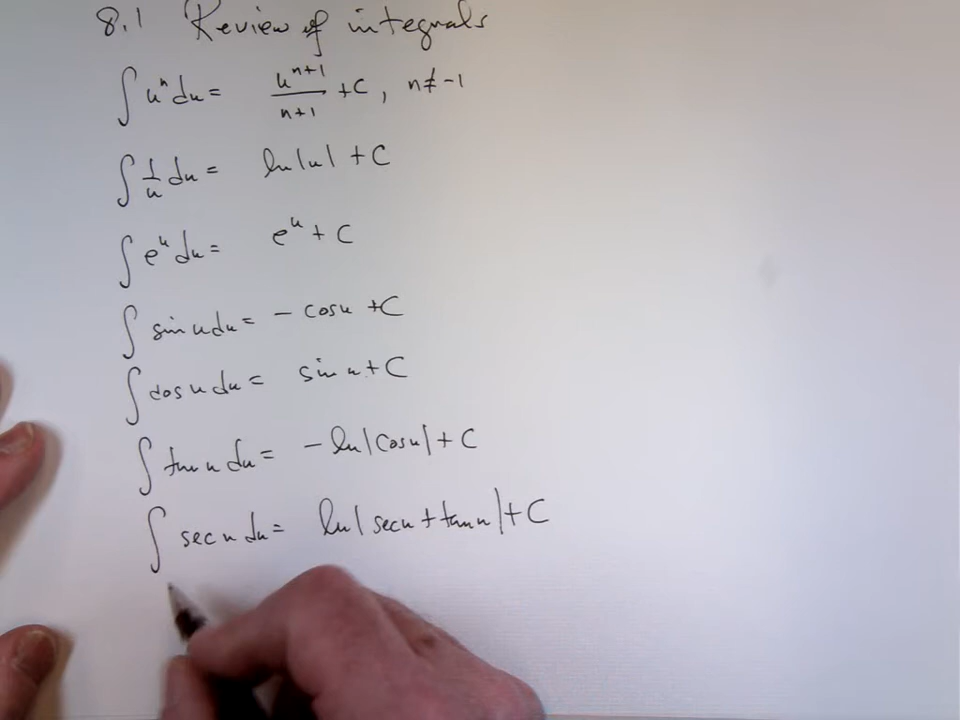 8.1 Review of integrals
∫ uⁿ du = uⁿ⁺¹/n+1 + C, n ≠ -1
∫ 1/u du = ln|u| + C
∫ eᵘ du = eᵘ + C
∫ sin u du = - cos u + C
∫ cos u du = sin u + C
∫ tan u du = - ln|cos u| + C
∫ sec u du = ln|sec u + tan u| + C